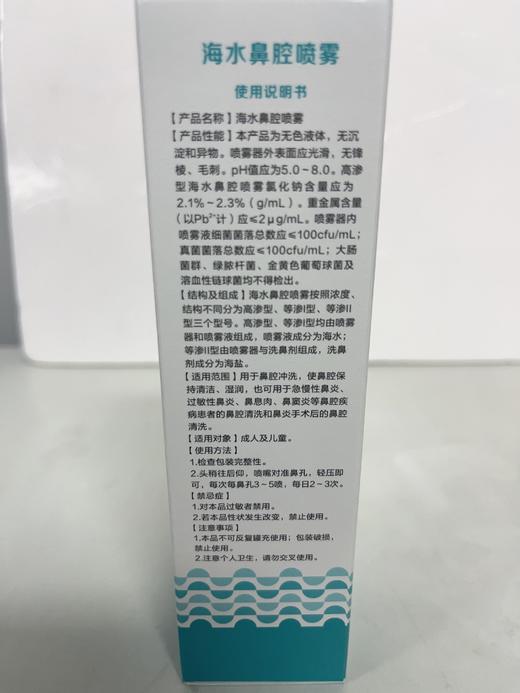 海水鼻腔喷雾
使用说明书
【产品名称】海水鼻腔喷雾
【产品性能】本产品为无色液体，无沉
淀和异物。喷雾器外表面应光滑，无锋
棱、毛刺。pH值应为5.0～8.0。高渗
型海水鼻腔喷雾氯化钠含量应为
2.1%～2.3%（g/mL）。重金属含量
（以Pb²⁺计）应≤2μg/mL。喷雾器内
喷雾液细菌菌落总数应≤100cfu/mL；
真菌菌落总数应≤100cfu/mL；大肠
菌群、绿脓杆菌、金黄色葡萄球菌及
溶血性链球菌均不得检出。
【结构及组成】海水鼻腔喷雾按照浓度、
结构不同分为高渗型、等渗I型、等渗II
型三个型号。高渗型、等渗I型均由喷雾
器和喷雾液组成，喷雾液成分为海水；
等渗II型由喷雾器与洗鼻剂组成，洗鼻
剂成分为海盐。
【适用范围】用于鼻腔冲洗，使鼻腔保
持清洁、湿润，也可用于急慢性鼻炎、
过敏性鼻炎、鼻息肉、鼻窦炎等鼻腔疾
病患者的鼻腔清洗和鼻炎手术后的鼻腔
清洗。
【适用对象】成人及儿童。
【使用方法】
1.检查包装完整性。
2.头稍往后仰，喷嘴对准鼻孔，轻压即
可，每次每鼻孔3～5喷，每日2～3次。
【禁忌症】
1.对本品过敏者禁用。
2.若本品性状发生改变，禁止使用。
【注意事项】
1.本品不可反复罐充使用；包装破损，
禁止使用。
2.注意个人卫生，请勿交叉使用。